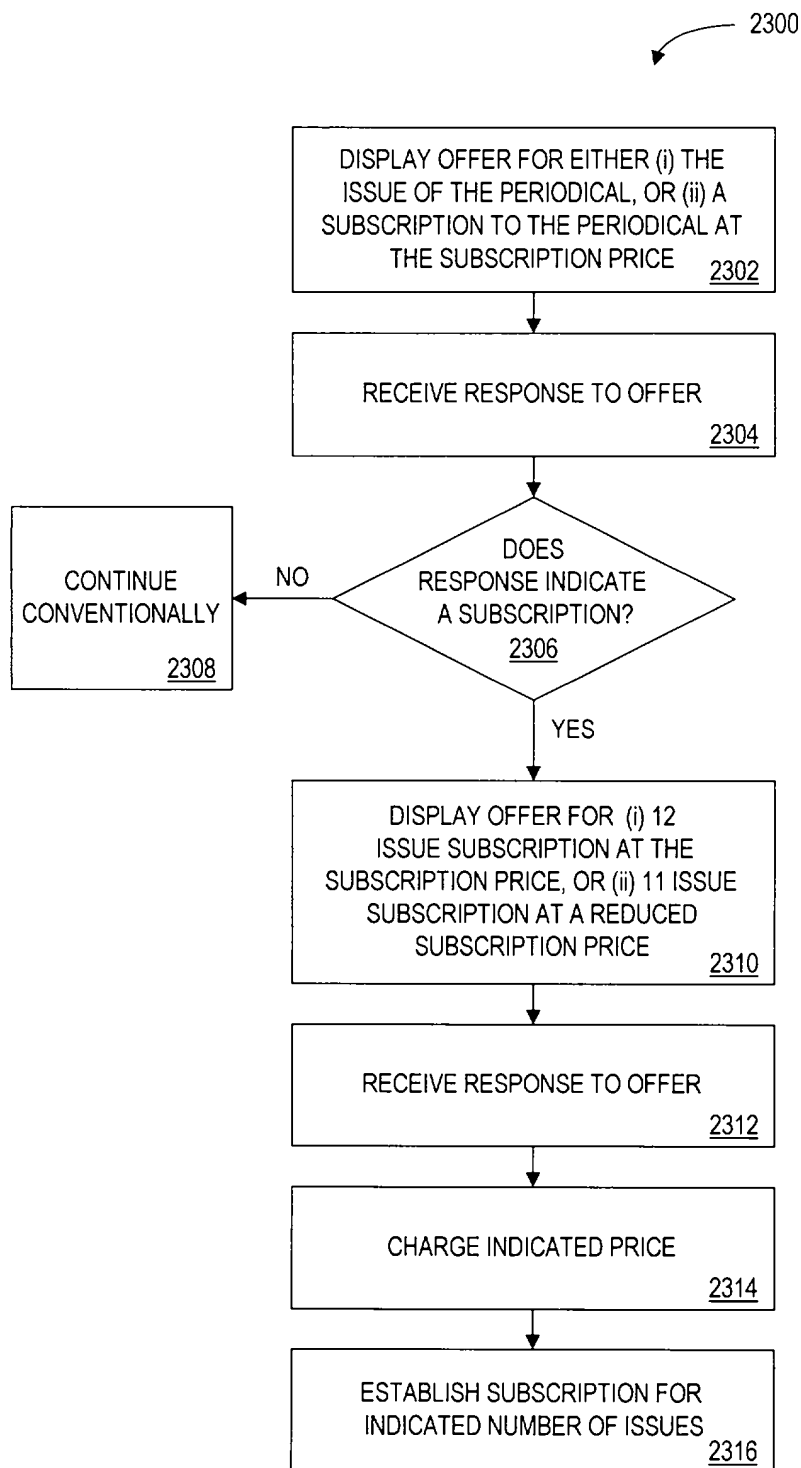 2300
DISPLAY OFFER FOR EITHER (i) THE
ISSUE OF THE PERIODICAL, OR (ii) A
SUBSCRIPTION TO THE PERIODICAL AT
THE SUBSCRIPTION PRICE
2302
RECEIVE RESPONSE TO OFFER
2304
DOES
RESPONSE INDICATE
A SUBSCRIPTION?
2306
NO
CONTINUE
CONVENTIONALLY
2308
YES
DISPLAY OFFER FOR (i) 12
ISSUE SUBSCRIPTION AT THE
SUBSCRIPTION PRICE, OR (ii) 11 ISSUE
SUBSCRIPTION AT A REDUCED
SUBSCRIPTION PRICE
2310
RECEIVE RESPONSE TO OFFER
2312
CHARGE INDICATED PRICE
2314
ESTABLISH SUBSCRIPTION FOR
INDICATED NUMBER OF ISSUES
2316